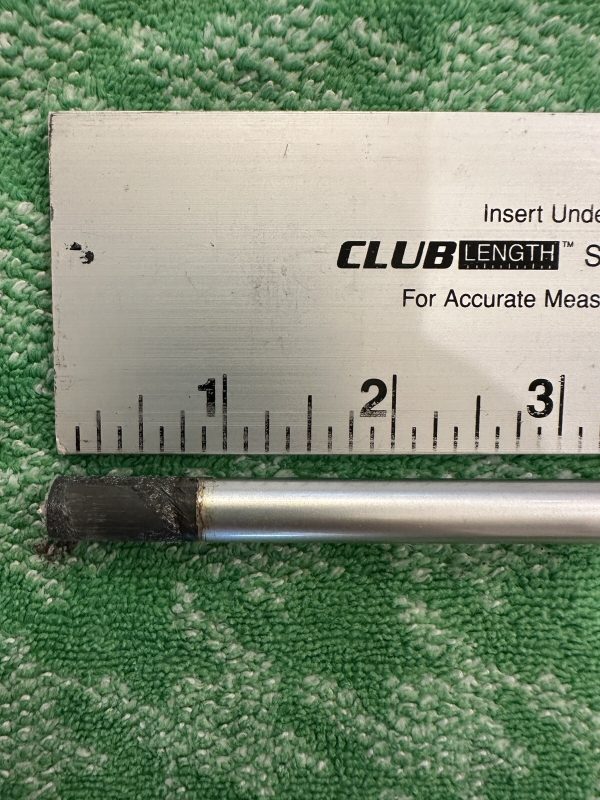 Insert Unde
CLUB LENGTH™ S
For Accurate Meas
1 2 3